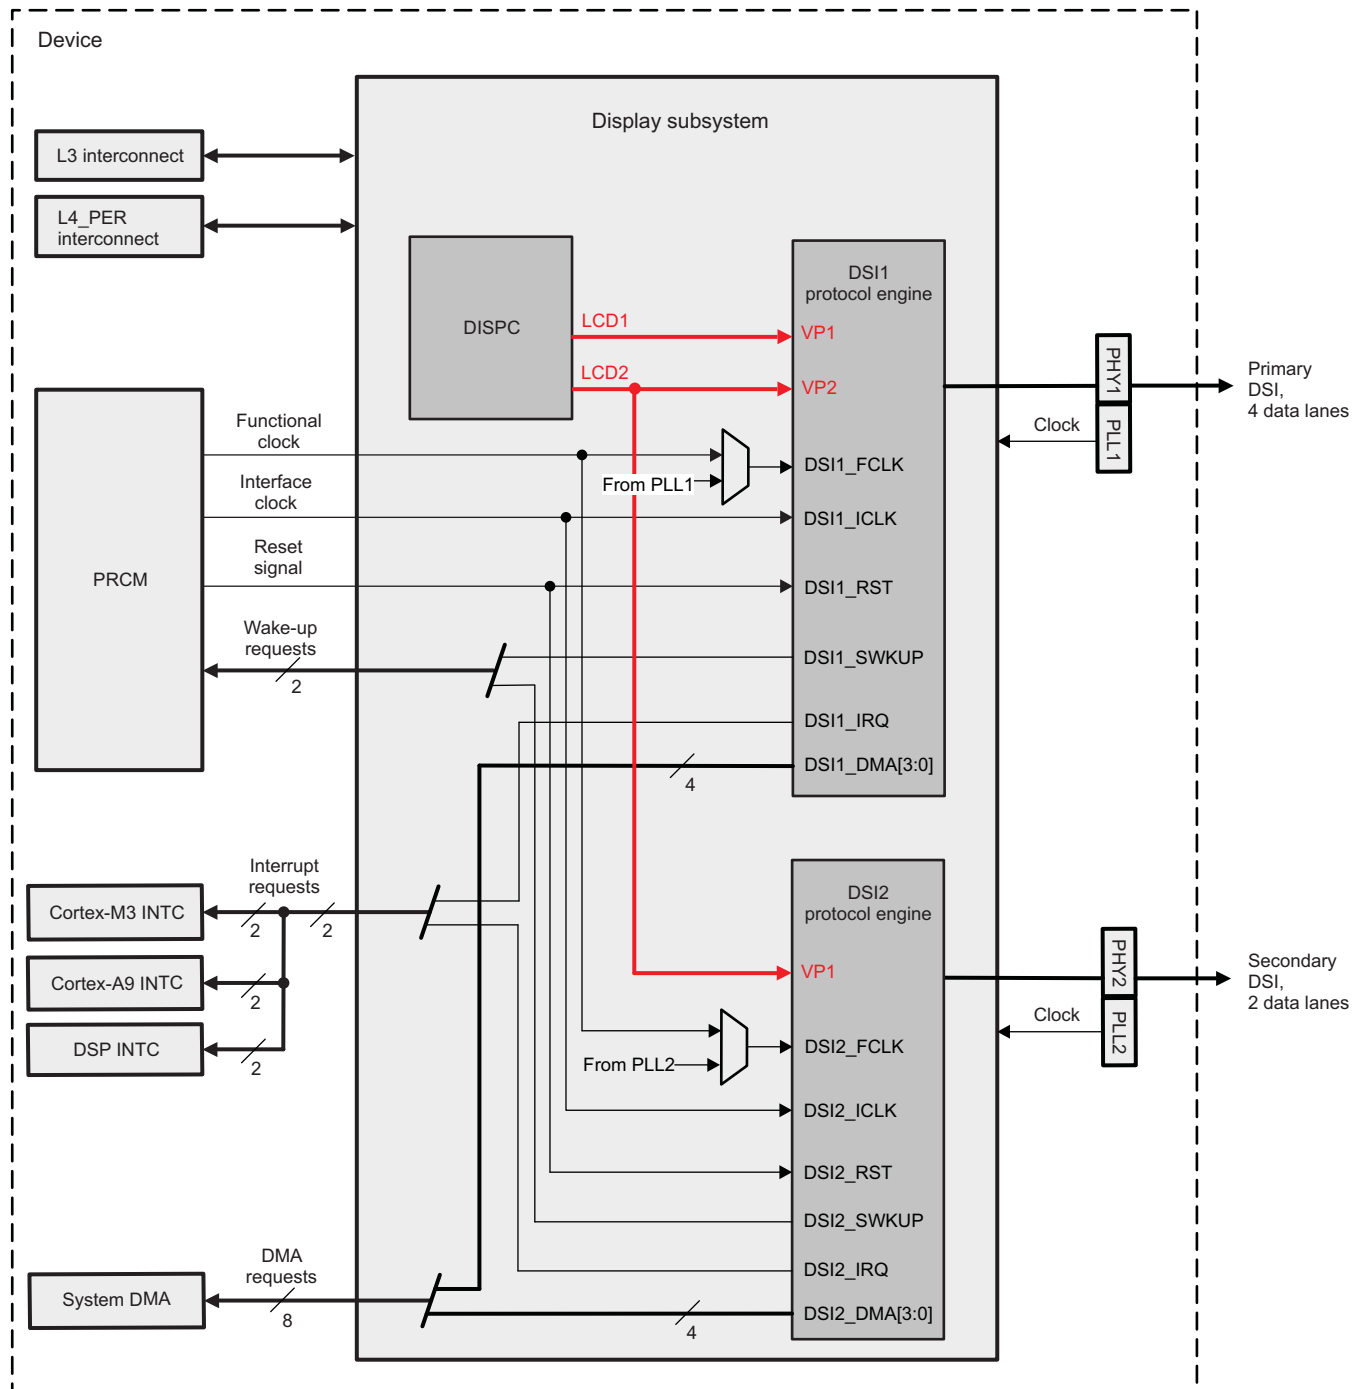 Device
Display subsystem
L3 interconnect
L4_PER
interconnect
DISPC
LCD1
LCD2
DSI1
protocol engine
VP1
VP2
PHY1
PLL1
Clock
Primary
DSI,
4 data lanes
PRCM
Functional
clock
Interface
clock
Reset
signal
Wake-up
requests
2
From PLL1
DSI1_FCLK
DSI1_ICLK
DSI1_RST
DSI1_SWKUP
DSI1_IRQ
DSI1_DMA[3:0]
4
Interrupt
requests
Cortex-M3 INTC
2
2
Cortex-A9 INTC
2
DSP INTC
2
DSI2
protocol engine
VP1
PHY2
PLL2
Clock
Secondary
DSI,
2 data lanes
From PLL2
DSI2_FCLK
DSI2_ICLK
DSI2_RST
DSI2_SWKUP
DSI2_IRQ
DSI2_DMA[3:0]
4
DMA
requests
System DMA
8